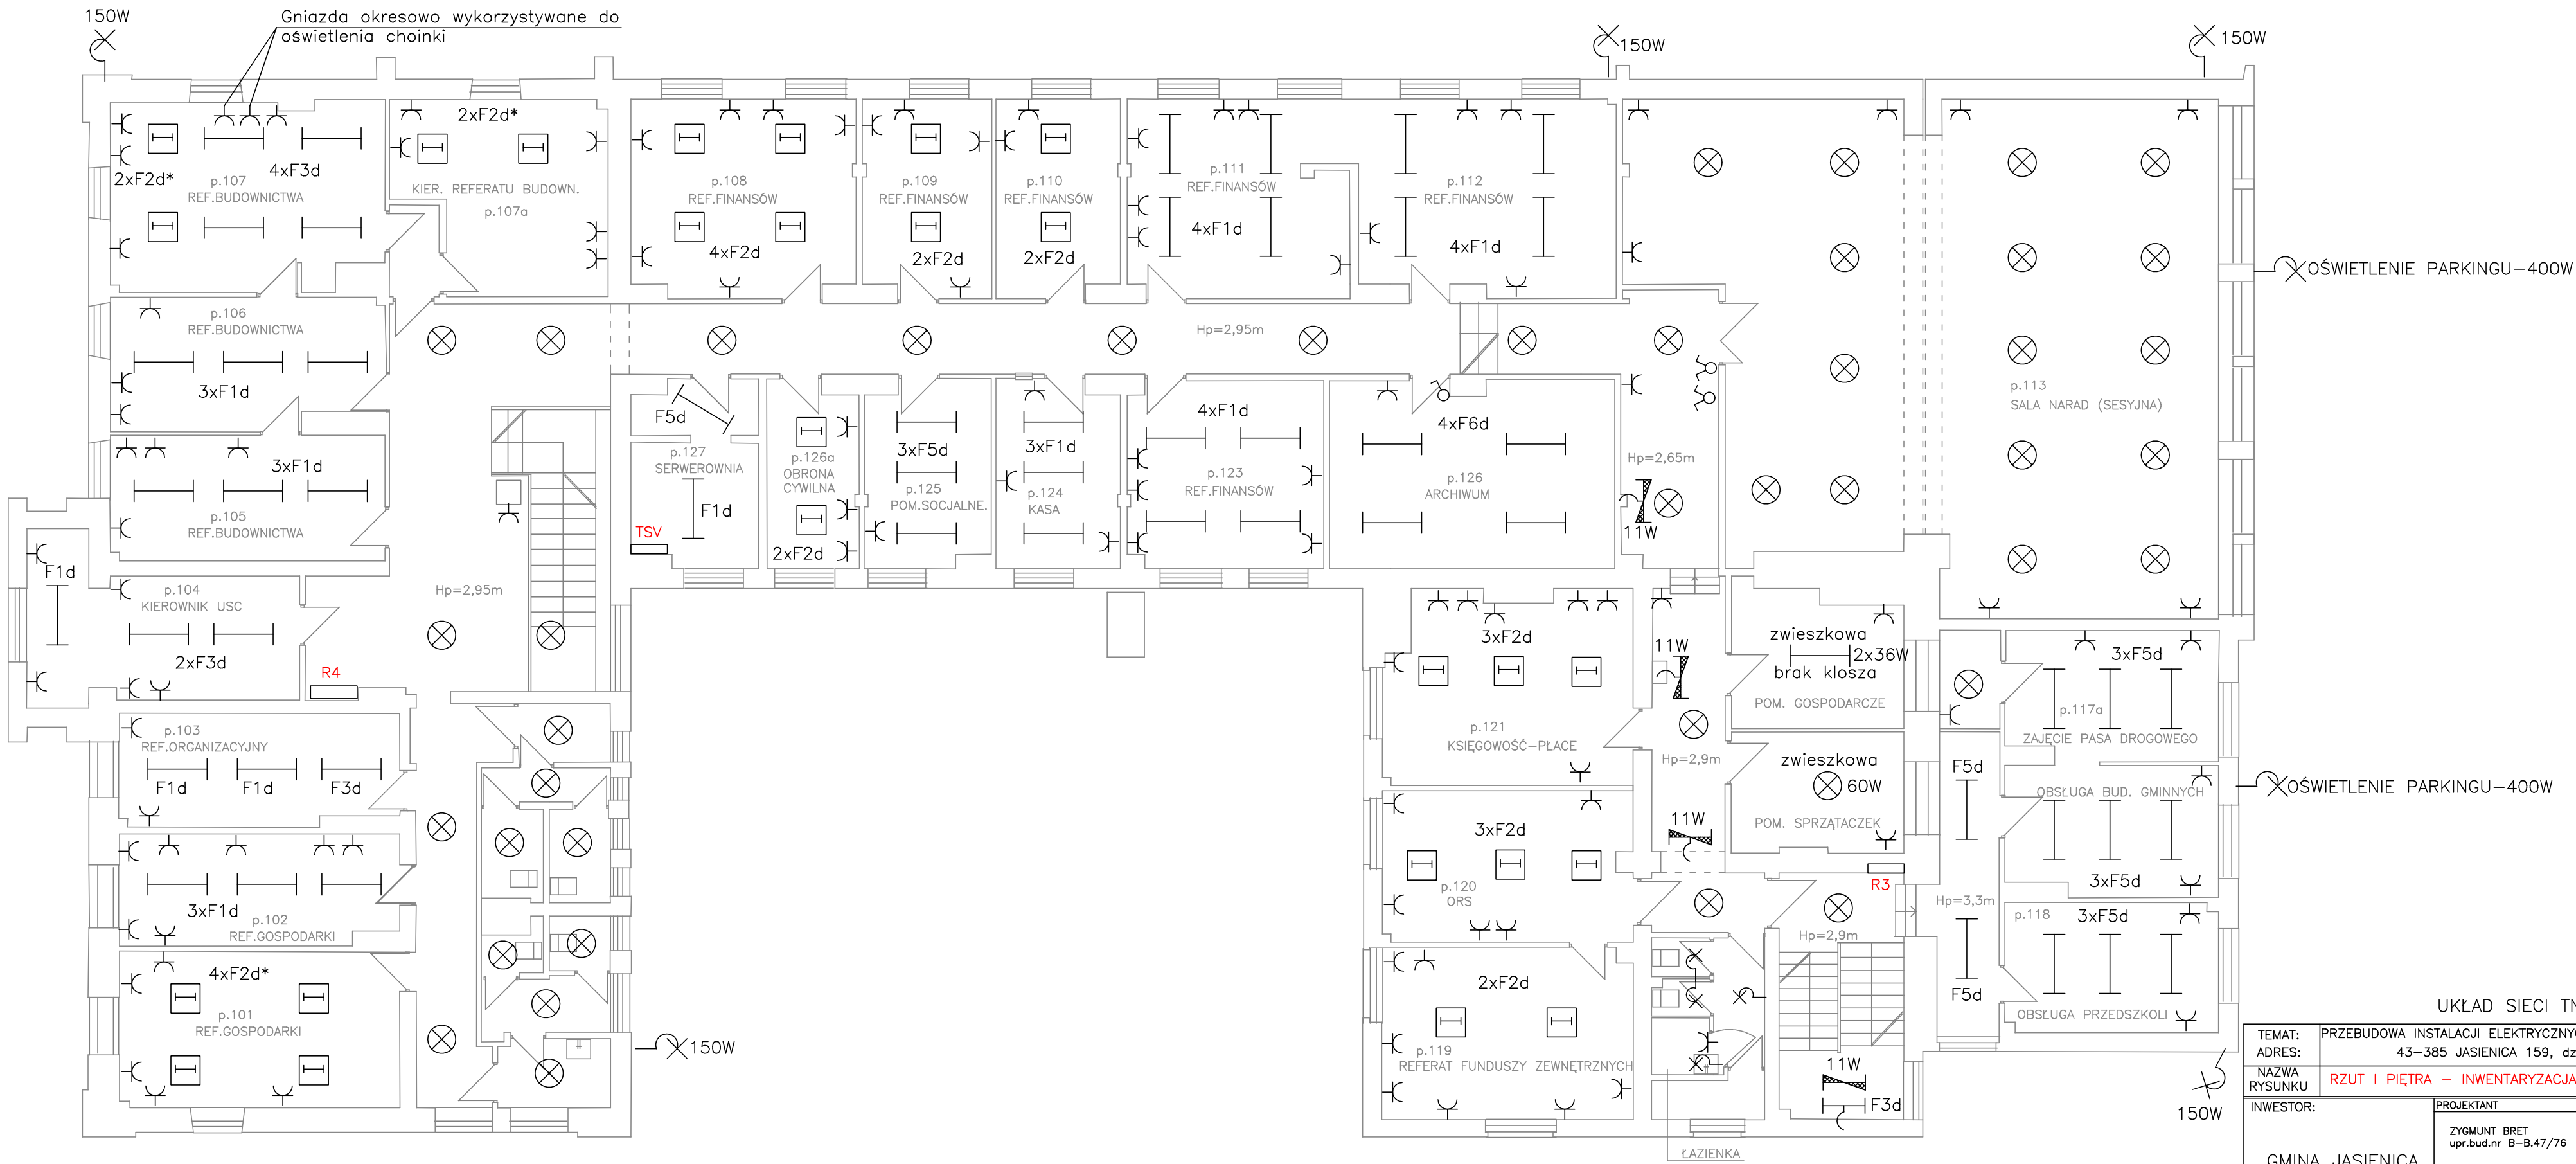 150W
Gniazda okresowo wykorzystywane do
oświetlenia choinki
150W
150W
2xF2d*
p.107
REF.BUDOWNICTWA
4xF3d
2xF2d*
KIER. REFERATU BUDOWN.
p.107a
p.108
REF.FINANSÓW
4xF2d
p.109
REF.FINANSÓW
2xF2d
p.110
REF.FINANSÓW
2xF2d
p.111
REF.FINANSÓW
4xF1d
p.112
REF.FINANSÓW
4xF1d
OŚWIETLENIE PARKINGU-400W
p.106
REF.BUDOWNICTWA
3xF1d
Hp=2,95m
p.113
SALA NARAD (SESYJNA)
3xF1d
p.105
REF.BUDOWNICTWA
F5d
p.127
SERWEROWNIA
F1d
TSV
p.126a
OBRONA
CYWILNA
2xF2d
3xF5d
p.125
POM.SOCJALNE.
3xF1d
p.124
KASA
4xF1d
p.123
REF.FINANSÓW
4xF6d
p.126
ARCHIWUM
Hp=2,65m
11W
F1d
p.104
KIEROWNIK USC
2xF3d
R4
Hp=2,95m
3xF2d
p.121
KSIĘGOWOŚĆ-PŁACE
11W
Hp=2,9m
zwieszkowa
2x36W
brak klosza
POM. GOSPODARCZE
3xF5d
p.117a
ZAJĘCIE PASA DROGOWEGO
p.103
REF.ORGANIZACYJNY
F1d
F1d
F3d
zwieszkowa
60W
POM. SPRZĄTACZEK
F5d
OBSŁUGA BUD. GMINNYCH
3xF5d
OŚWIETLENIE PARKINGU-400W
3xF1d
p.102
REF.GOSPODARKI
3xF2d
p.120
ORS
11W
R3
Hp=2,9m
Hp=3,3m
F5d
p.118
3xF5d
OBSŁUGA PRZEDSZKOLI
4xF2d*
p.101
REF.GOSPODARKI
150W
2xF2d
p.119
REFERAT FUNDUSZY ZEWNĘTRZNYCH
11W
F3d
ŁAZIENKA
150W
UKŁAD SIECI TN
TEMAT: PRZEBUDOWA INSTALACJI ELEKTRYCZNYC
ADRES: 43-385 JASIENICA 159, dz
NAZWA
RYSUNKU
RZUT I PIĘTRA - INWENTARYZACJA
INWESTOR:
PROJEKTANT
ZYGMUNT BRET
upr.bud.nr B-B.47/76
GMINA JASIENICA